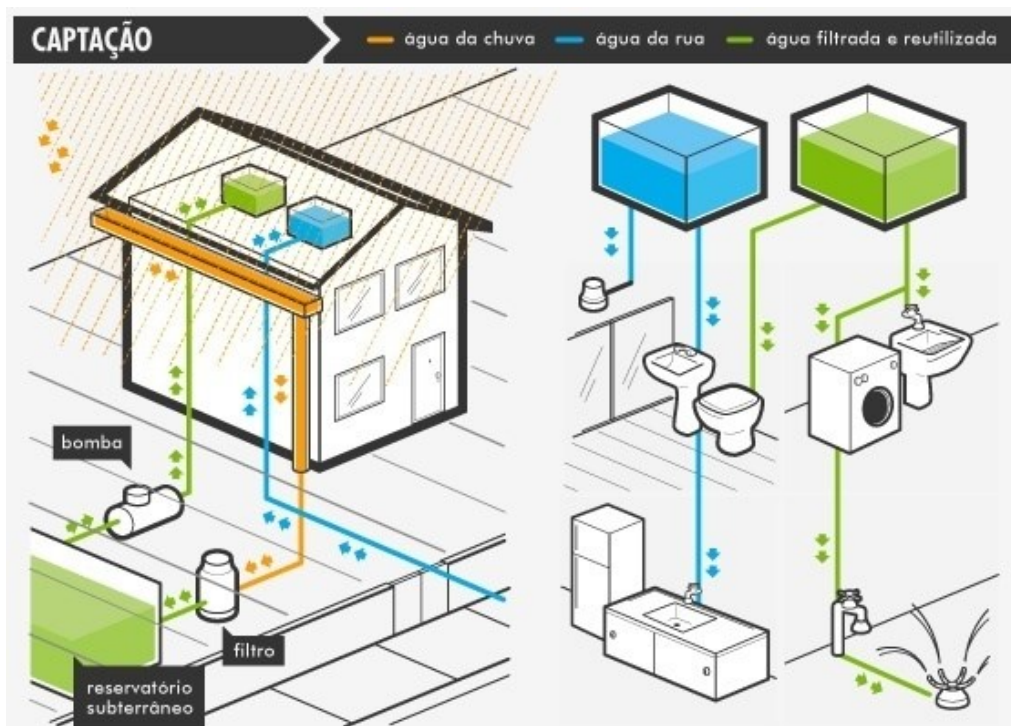 CAPTAÇÃO
água da chuva
água da rua
água filtrada e reutilizada
bomba
filtro
reservatório
subterrâneo